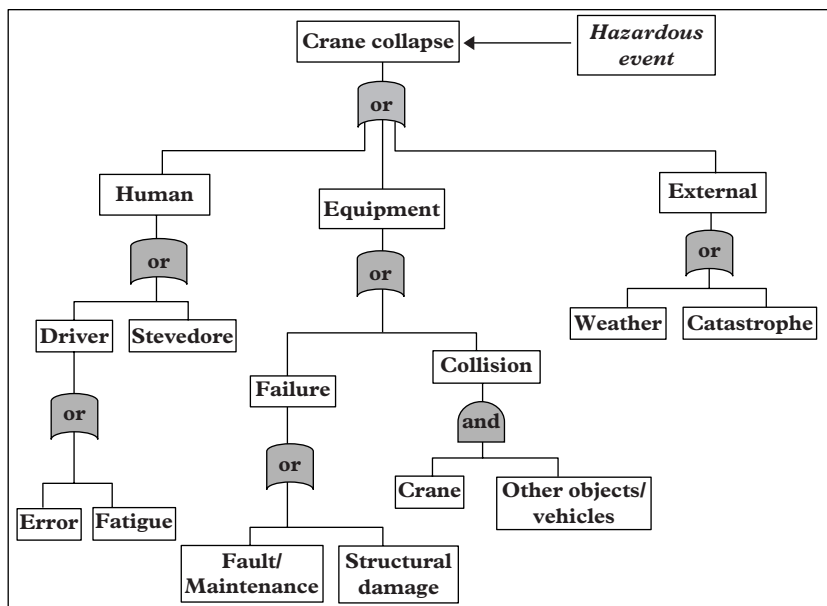 Crane collapse
Hazardous
event
or
Human
Equipment
External
or
or
or
Driver
Stevedore
Weather
Catastrophe
Failure
Collision
or
and
or
Crane
Other objects/
vehicles
Error
Fatigue
Fault/
Maintenance
Structural
damage